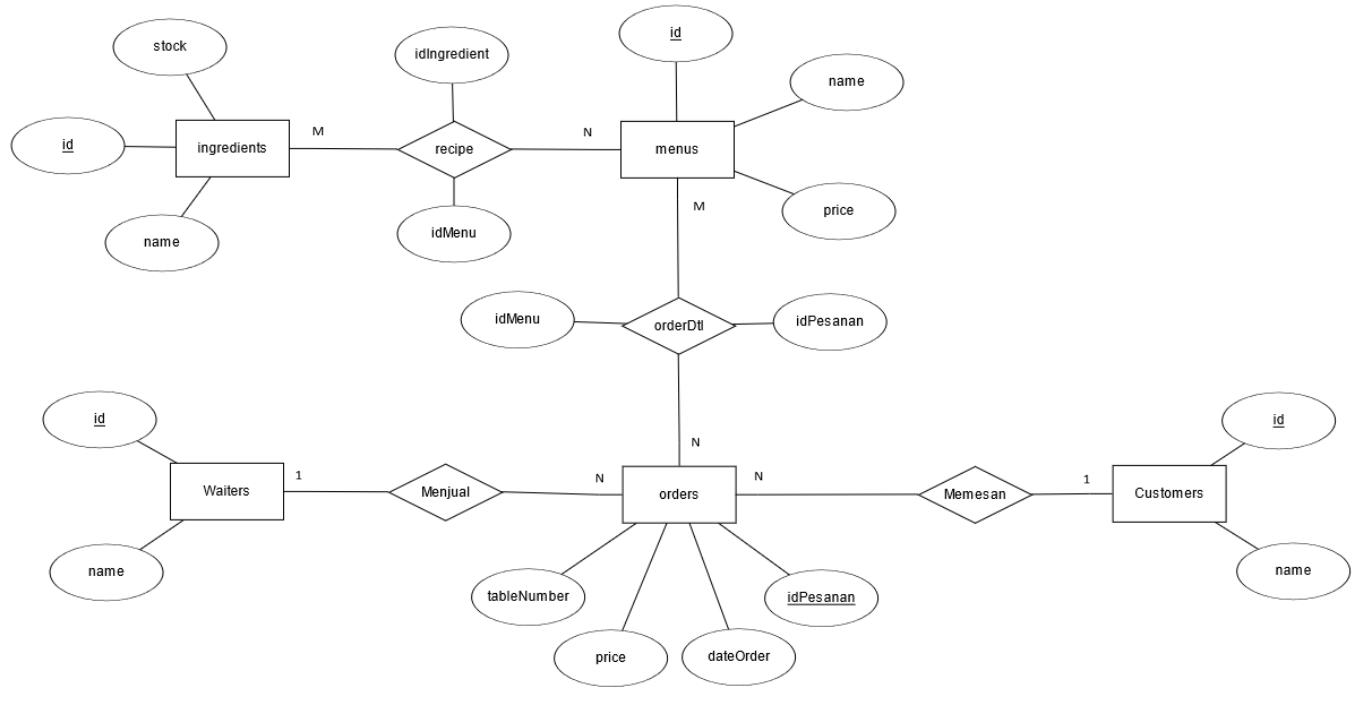 stock
idIngredient
id
name
id
ingredients
M
recipe
N
menus
name
idMenu
price
M
idMenu
orderDtl
idPesanan
id
N
id
Waiters
1
Menjual
N
orders
N
Memesan
1
Customers
name
tableNumber
idPesanan
name
price
dateOrder